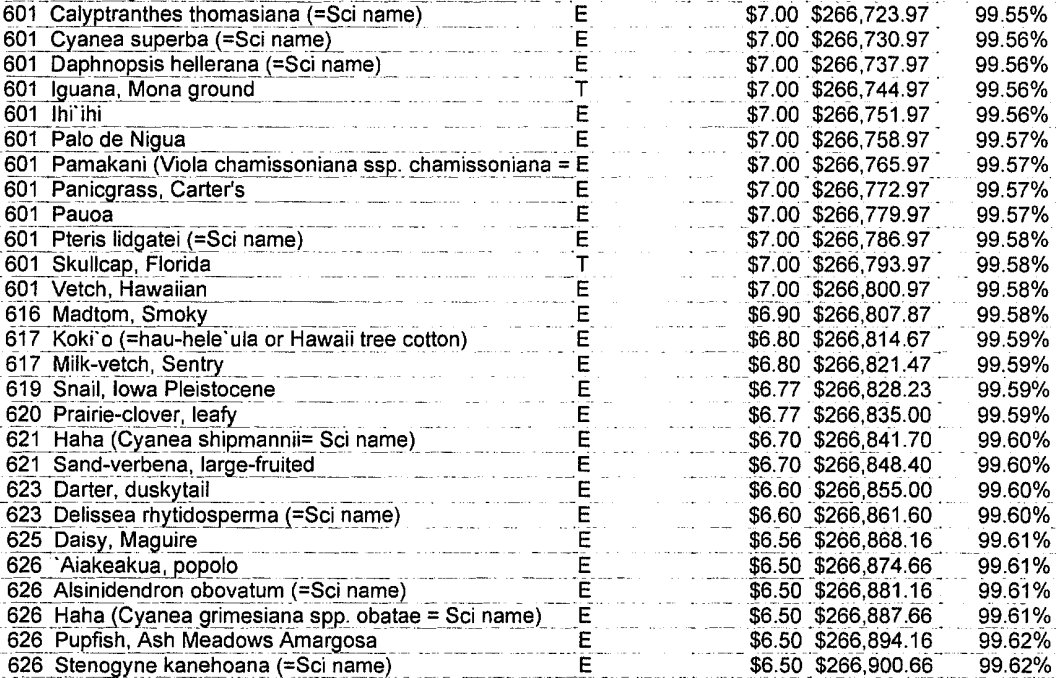 601 Calyptranthes thomasiana (=Sci name) E $7.00 $266,723.97 99.55%
601 Cyanea superba (=Sci name) E $7.00 $266,730.97 99.56%
601 Daphnopsis hellerana (=Sci name) E $7.00 $266,737.97 99.56%
601 Iguana, Mona ground T $7.00 $266,744.97 99.56%
601 Ihi`ihi E $7.00 $266,751.97 99.56%
601 Palo de Nigua E $7.00 $266,758.97 99.57%
601 Pamakani (Viola chamissoniana ssp. chamissoniana = E $7.00 $266,765.97 99.57%
601 Panicgrass, Carter's E $7.00 $266,772.97 99.57%
601 Pauoa E $7.00 $266,779.97 99.57%
601 Pteris lidgatei (=Sci name) E $7.00 $266,786.97 99.58%
601 Skullcap, Florida T $7.00 $266,793.97 99.58%
601 Vetch, Hawaiian E $7.00 $266,800.97 99.58%
616 Madtom, Smoky E $6.90 $266,807.87 99.58%
617 Koki`o (=hau-hele`ula or Hawaii tree cotton) E $6.80 $266,814.67 99.59%
617 Milk-vetch, Sentry E $6.80 $266,821.47 99.59%
619 Snail, Iowa Pleistocene E $6.77 $266,828.23 99.59%
620 Prairie-clover, leafy E $6.77 $266,835.00 99.59%
621 Haha (Cyanea shipmannii= Sci name) E $6.70 $266,841.70 99.60%
621 Sand-verbena, large-fruited E $6.70 $266,848.40 99.60%
623 Darter, duskytail E $6.60 $266,855.00 99.60%
623 Delissea rhytidosperma (=Sci name) E $6.60 $266,861.60 99.60%
625 Daisy, Maguire E $6.56 $266,868.16 99.61%
626 `Aiakeakua, popolo E $6.50 $266,874.66 99.61%
626 Alsinidendron obovatum (=Sci name) E $6.50 $266,881.16 99.61%
626 Haha (Cyanea grimesiana spp. obatae = Sci name) E $6.50 $266,887.66 99.61%
626 Pupfish, Ash Meadows Amargosa E $6.50 $266,894.16 99.62%
626 Stenogyne kanehoana (=Sci name) E $6.50 $266,900.66 99.62%